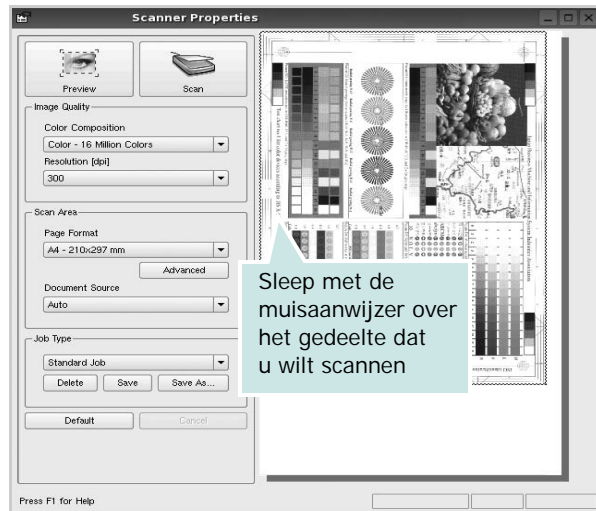 Scanner Properties
Preview
Scan
Image Quality
Color Composition
Color - 16 Million Colors
Resolution [dpi]
300
Scan Area
Page Format
A4 - 210x297 mm
Advanced
Document Source
Auto
Job Type
Standard Job
Delete
Save
Save As...
Default
Cancel
Sleep met de
muisaanwijzer over
het gedeelte dat
u wilt scannen
Press F1 for Help